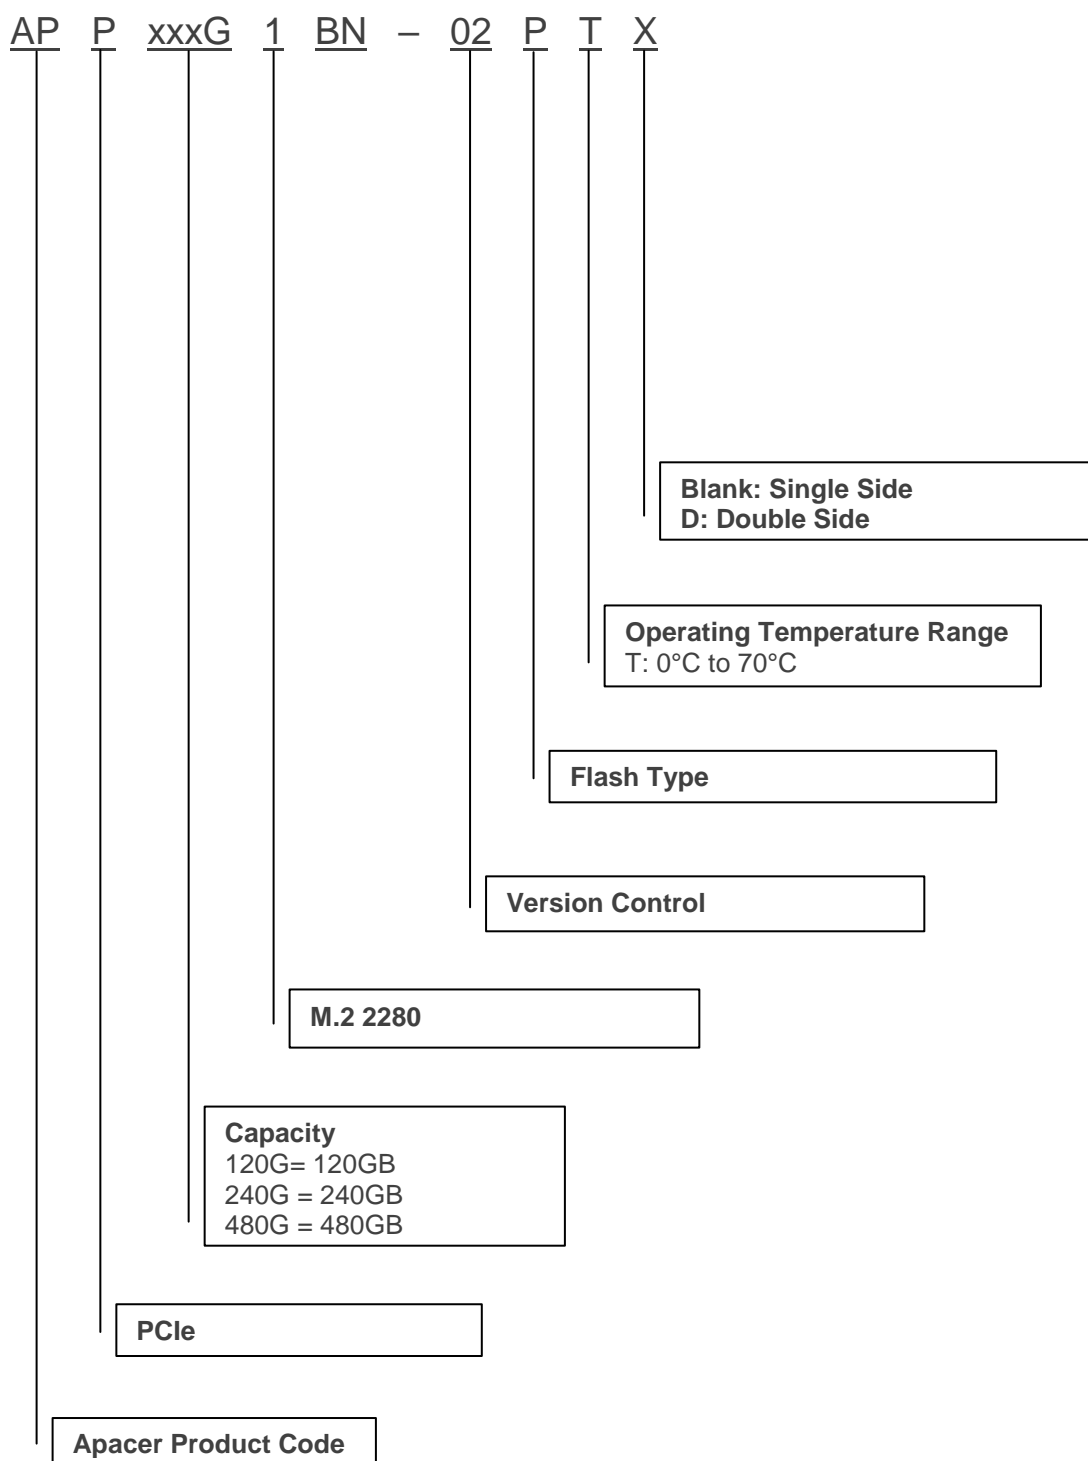 AP P xxxG 1 BN – 02 P T X
Blank: Single Side
D: Double Side
Operating Temperature Range
T: 0°C to 70°C
Flash Type
Version Control
M.2 2280
Capacity
120G= 120GB
240G = 240GB
480G = 480GB
PCIe
Apacer Product Code